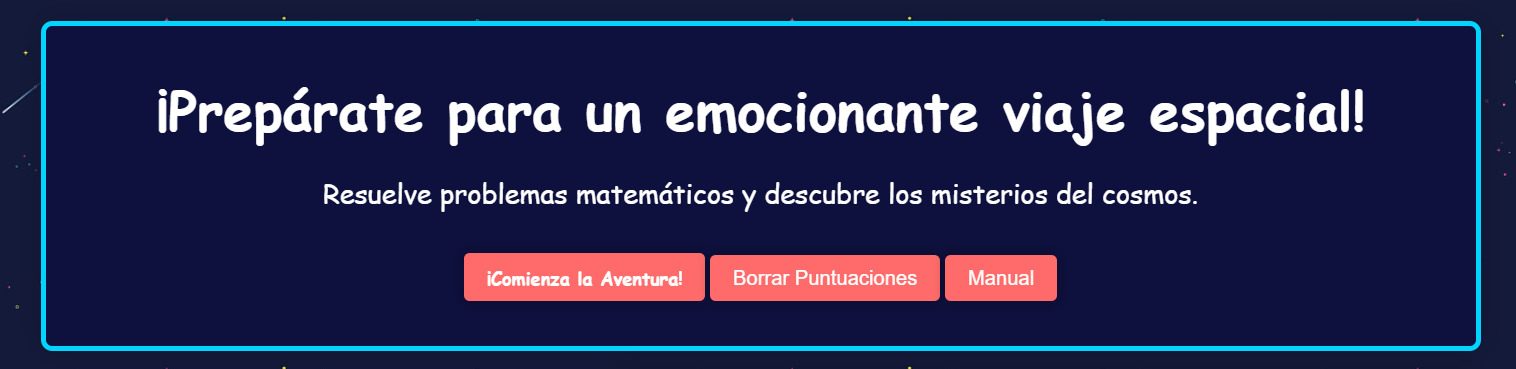 ¡Prepárate para un emocionante viaje espacial!
Resuelve problemas matemáticos y descubre los misterios del cosmos.
¡Comienza la Aventura! Borrar Puntuaciones Manual